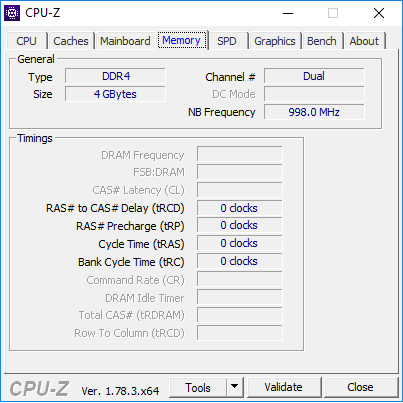 CPU-Z
CPU Caches Mainboard Memory SPD Graphics Bench About
General
Type DDR4 Channel # Dual
Size 4 GBytes DC Mode
NB Frequency 998.0 MHz
Timings
DRAM Frequency
FSB:DRAM
CAS# Latency (CL)
RAS# to CAS# Delay (tRCD) 0 clocks
RAS# Precharge (tRP) 0 clocks
Cycle Time (tRAS) 0 clocks
Bank Cycle Time (tRC) 0 clocks
Command Rate (CR)
DRAM Idle Timer
Total CAS# (tRDRAM)
Row To Column (tRCD)
CPU-Z Ver. 1.78.3.x64 Tools Validate Close